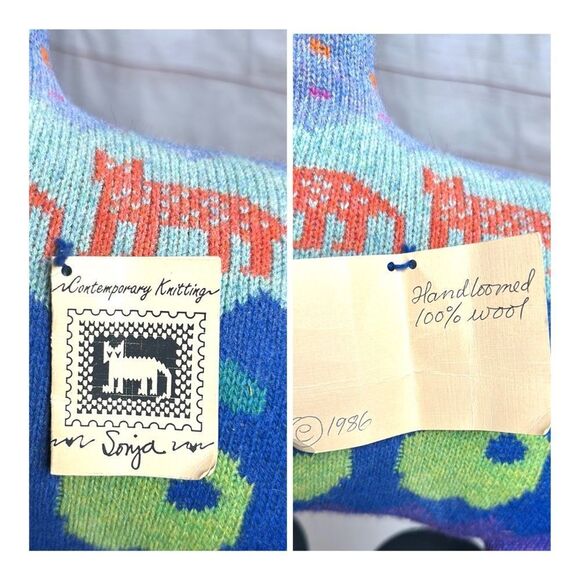 Contemporary Knitting
Sonja
Handloomed
100% wool
© 1986